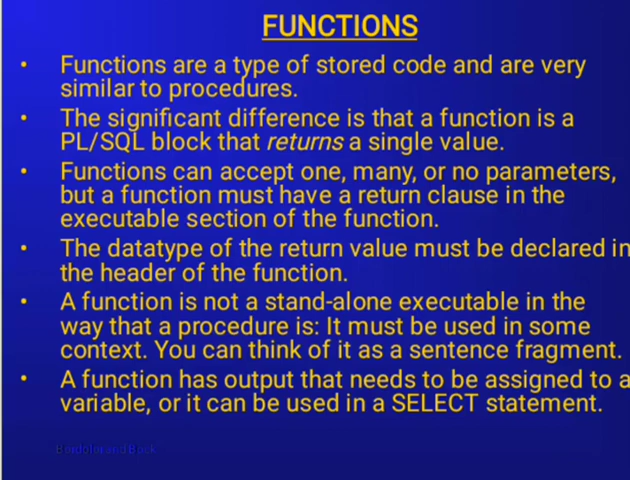 FUNCTIONS
• Functions are a type of stored code and are very
similar to procedures.
• The significant difference is that a function is a
PL/SQL block that returns a single value.
• Functions can accept one, many, or no parameters,
but a function must have a return clause in the
executable section of the function.
• The datatype of the return value must be declared in
the header of the function.
• A function is not a stand-alone executable in the
way that a procedure is: It must be used in some
context. You can think of it as a sentence fragment.
• A function has output that needs to be assigned to a
variable, or it can be used in a SELECT statement.
Bordoloi and Bock